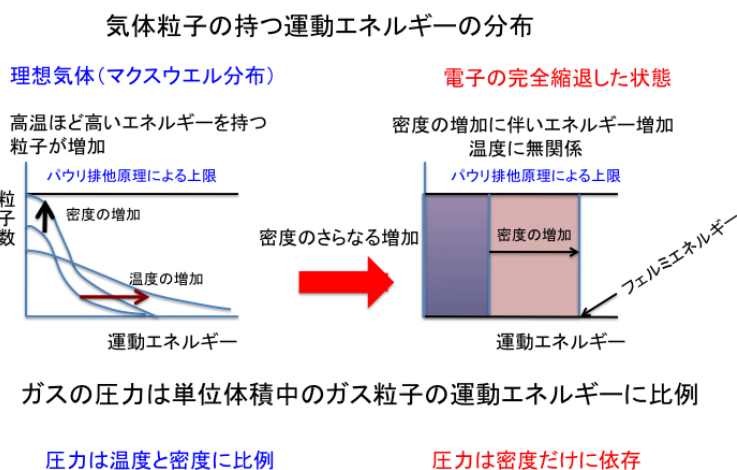 気体粒子の持つ運動エネルギーの分布
理想気体(マクスウエル分布)
高温ほど高いエネルギーを持つ
粒子が増加
パウリ排他原理による上限
粒子数
密度の増加
温度の増加
運動エネルギー
密度のさらなる増加
電子の完全縮退した状態
密度の増加に伴いエネルギー増加
温度に無関係
パウリ排他原理による上限
密度の増加
フェルミエネルギー
運動エネルギー
ガスの圧力は単位体積中のガス粒子の運動エネルギーに比例
圧力は温度と密度に比例
圧力は密度だけに依存